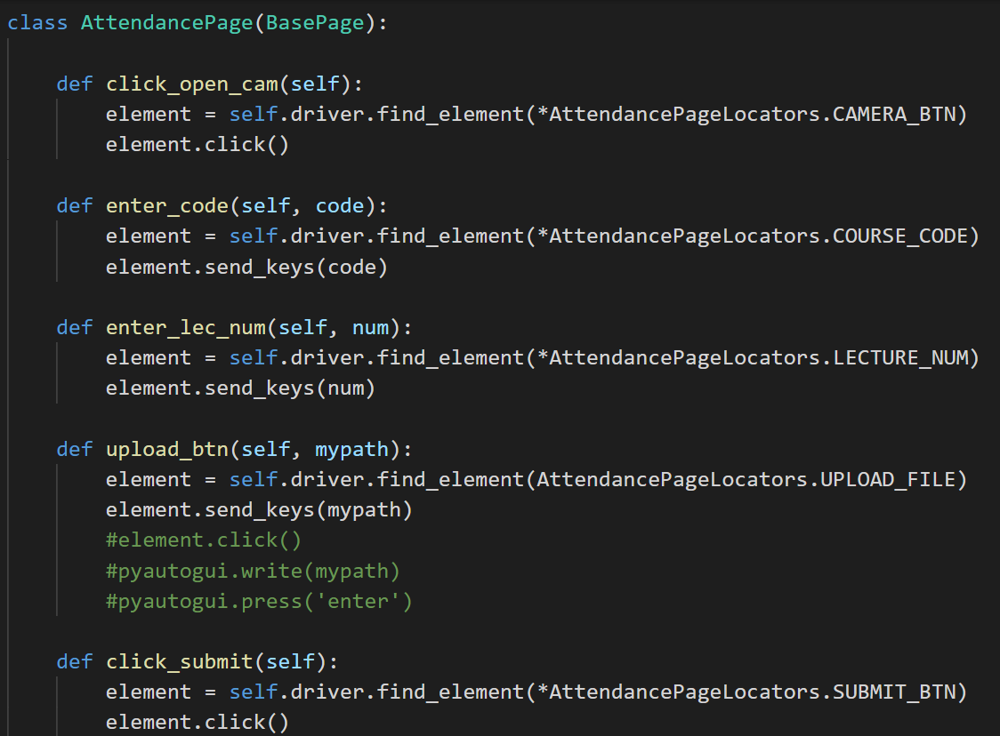 class AttendancePage(BasePage):
    def click_open_cam(self):
        element = self.driver.find_element(*AttendancePageLocators.CAMERA_BTN)
        element.click()
    def enter_code(self, code):
        element = self.driver.find_element(*AttendancePageLocators.COURSE_CODE)
        element.send_keys(code)
    def enter_lec_num(self, num):
        element = self.driver.find_element(*AttendancePageLocators.LECTURE_NUM)
        element.send_keys(num)
    def upload_btn(self, mypath):
        element = self.driver.find_element(AttendancePageLocators.UPLOAD_FILE)
        element.send_keys(mypath)
        #element.click()
        #pyautogui.write(mypath)
        #pyautogui.press('enter')
    def click_submit(self):
        element = self.driver.find_element(*AttendancePageLocators.SUBMIT_BTN)
        element.click()